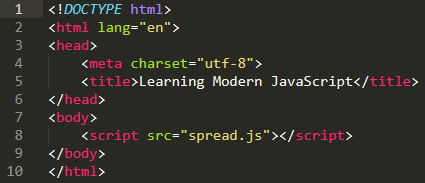 1 <!DOCTYPE html>
2 <html lang="en">
3 <head>
4     <meta charset="utf-8">
5     <title>Learning Modern JavaScript</title>
6 </head>
7 <body>
8     <script src="spread.js"></script>
9 </body>
10 </html>